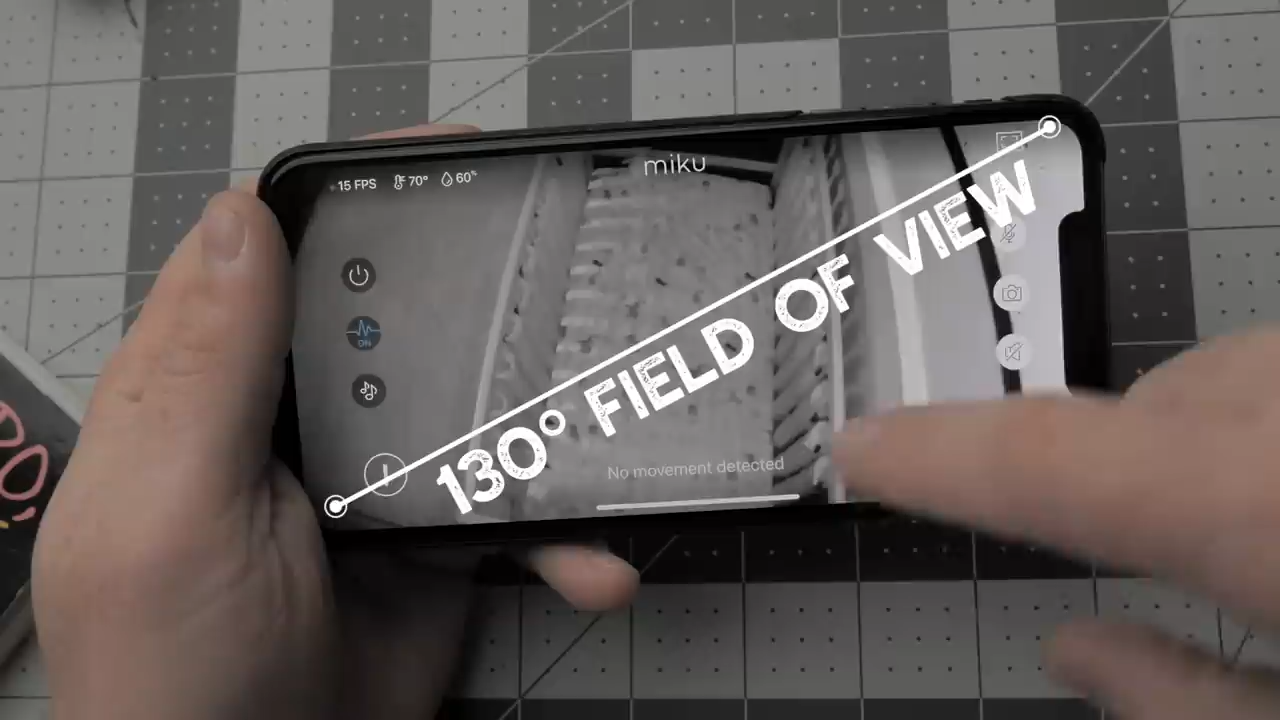 miku
15 FPS 70° 60%
ON
130° FIELD OF VIEW
No movement detected